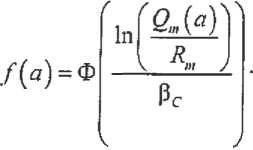 f(a) = Φ(ln(Q_m(a)/R_m)/β_C).